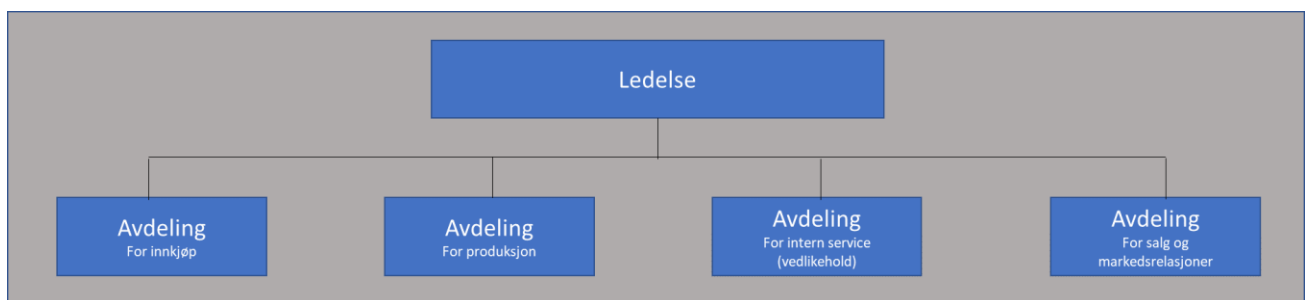 Ledelse
Avdeling
For innkjøp
Avdeling
For produksjon
Avdeling
For intern service
(vedlikehold)
Avdeling
For salg og
markedsrelasjoner